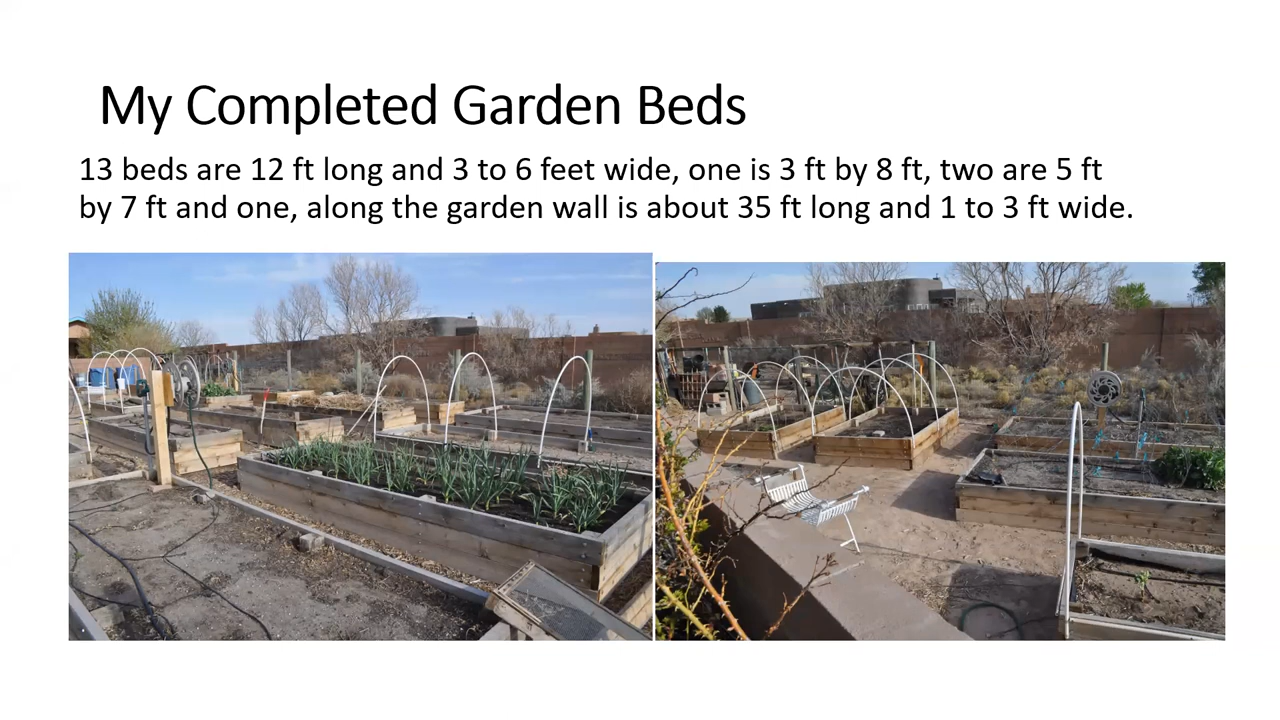 My Completed Garden Beds
13 beds are 12 ft long and 3 to 6 feet wide, one is 3 ft by 8 ft, two are 5 ft
by 7 ft and one, along the garden wall is about 35 ft long and 1 to 3 ft wide.